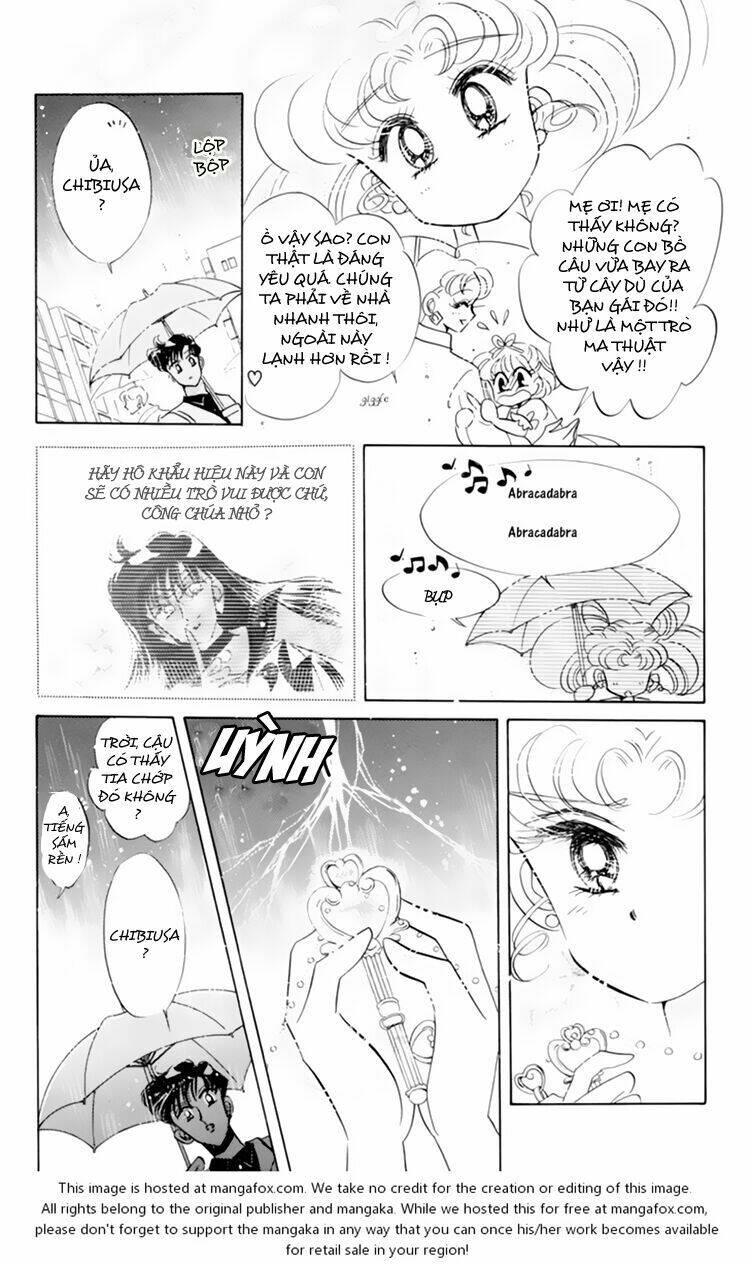 MẸ ƠI! MẸ CÓ
THẤY KHÔNG?
NHỮNG CON BỒ
CÂU VỪA BAY RA
TỪ CÂY DÙ CỦA
BẠN GÁI ĐÓ!!
NHƯ LÀ MỘT TRÒ
MA THUẬT
VẬY !!
Ồ VẬY SAO? CON
THẬT LÀ ĐÁNG
YÊU QUÁ. CHÚNG
TA PHẢI VỀ NHÀ
NHANH THÔI,
NGOÀI NÀY
LẠNH HƠN RỒI !
giggle
LỘP
BỘP
ỦA,
CHIBIUSA
?
Abracadabra
Abracadabra
BỤP
HÃY HÔ KHẨU HIỆU NÀY VÀ CON
SẼ CÓ NHIỀU TRÒ VUI ĐƯỢC CHỨ,
CÔNG CHÚA NHỎ ?
UỲNH
TRỜI, CẬU
CÓ THẤY
TIA CHỚP
ĐÓ KHÔNG
?
A,
TIẾNG
SẤM
RỀN !
CHIBIUSA
?
This image is hosted at mangafox.com. We take no credit for the creation or editing of this image.
All rights belong to the original publisher and mangaka. While we hosted this for free at mangafox.com,
please don't forget to support the mangaka in any way that you can once his/her work becomes available
for retail sale in your region!